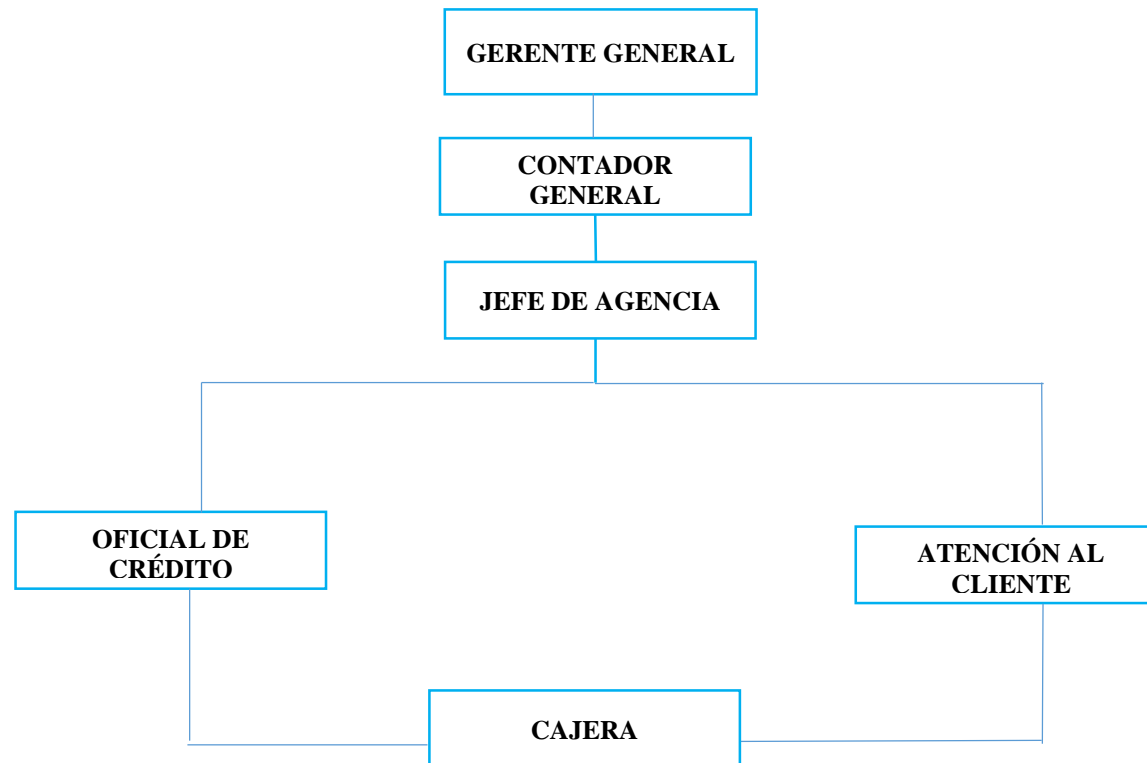 GERENTE GENERAL
CONTADOR
GENERAL
JEFE DE AGENCIA
OFICIAL DE
CRÉDITO
ATENCIÓN AL
CLIENTE
CAJERA